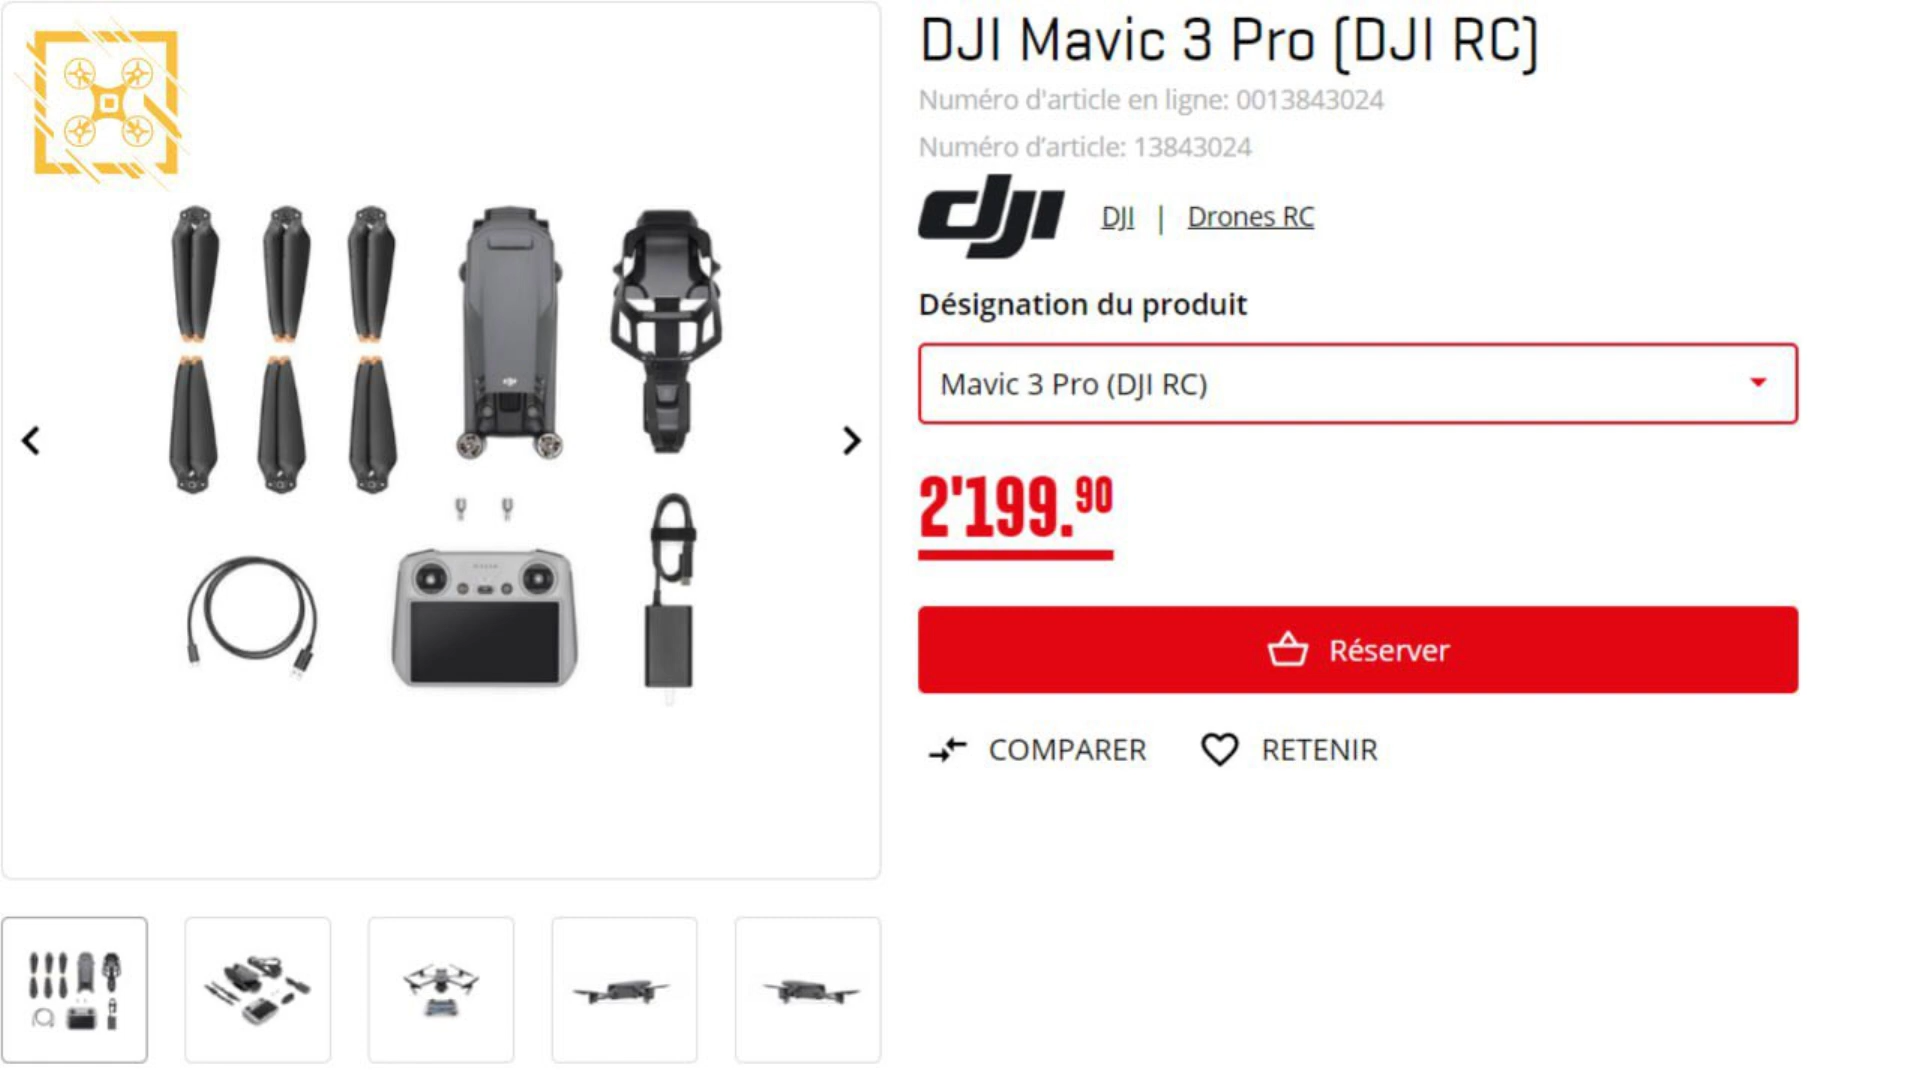 DJI Mavic 3 Pro (DJI RC)
Numéro d'article en ligne: 0013843024
Numéro d’article: 13843024
dji DJI | Drones RC
Désignation du produit
Mavic 3 Pro (DJI RC)
2'199.90
Réserver
COMPARER RETENIR